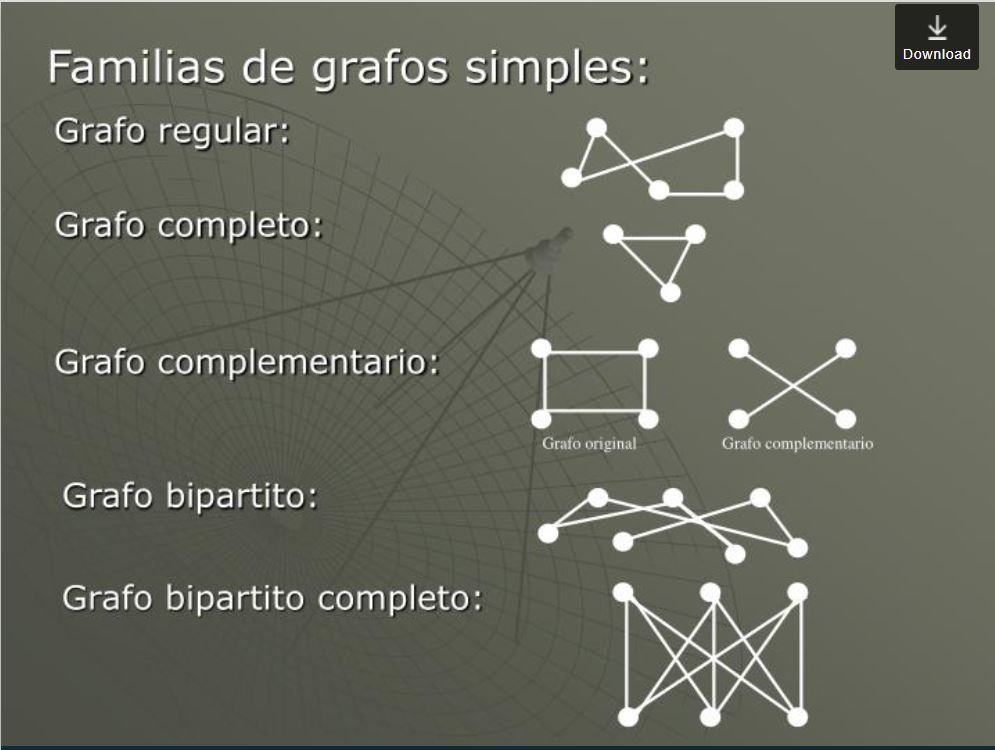 Download
Familias de grafos simples:
Grafo regular:
Grafo completo:
Grafo complementario:
Grafo original
Grafo complementario
Grafo bipartito:
Grafo bipartito completo: